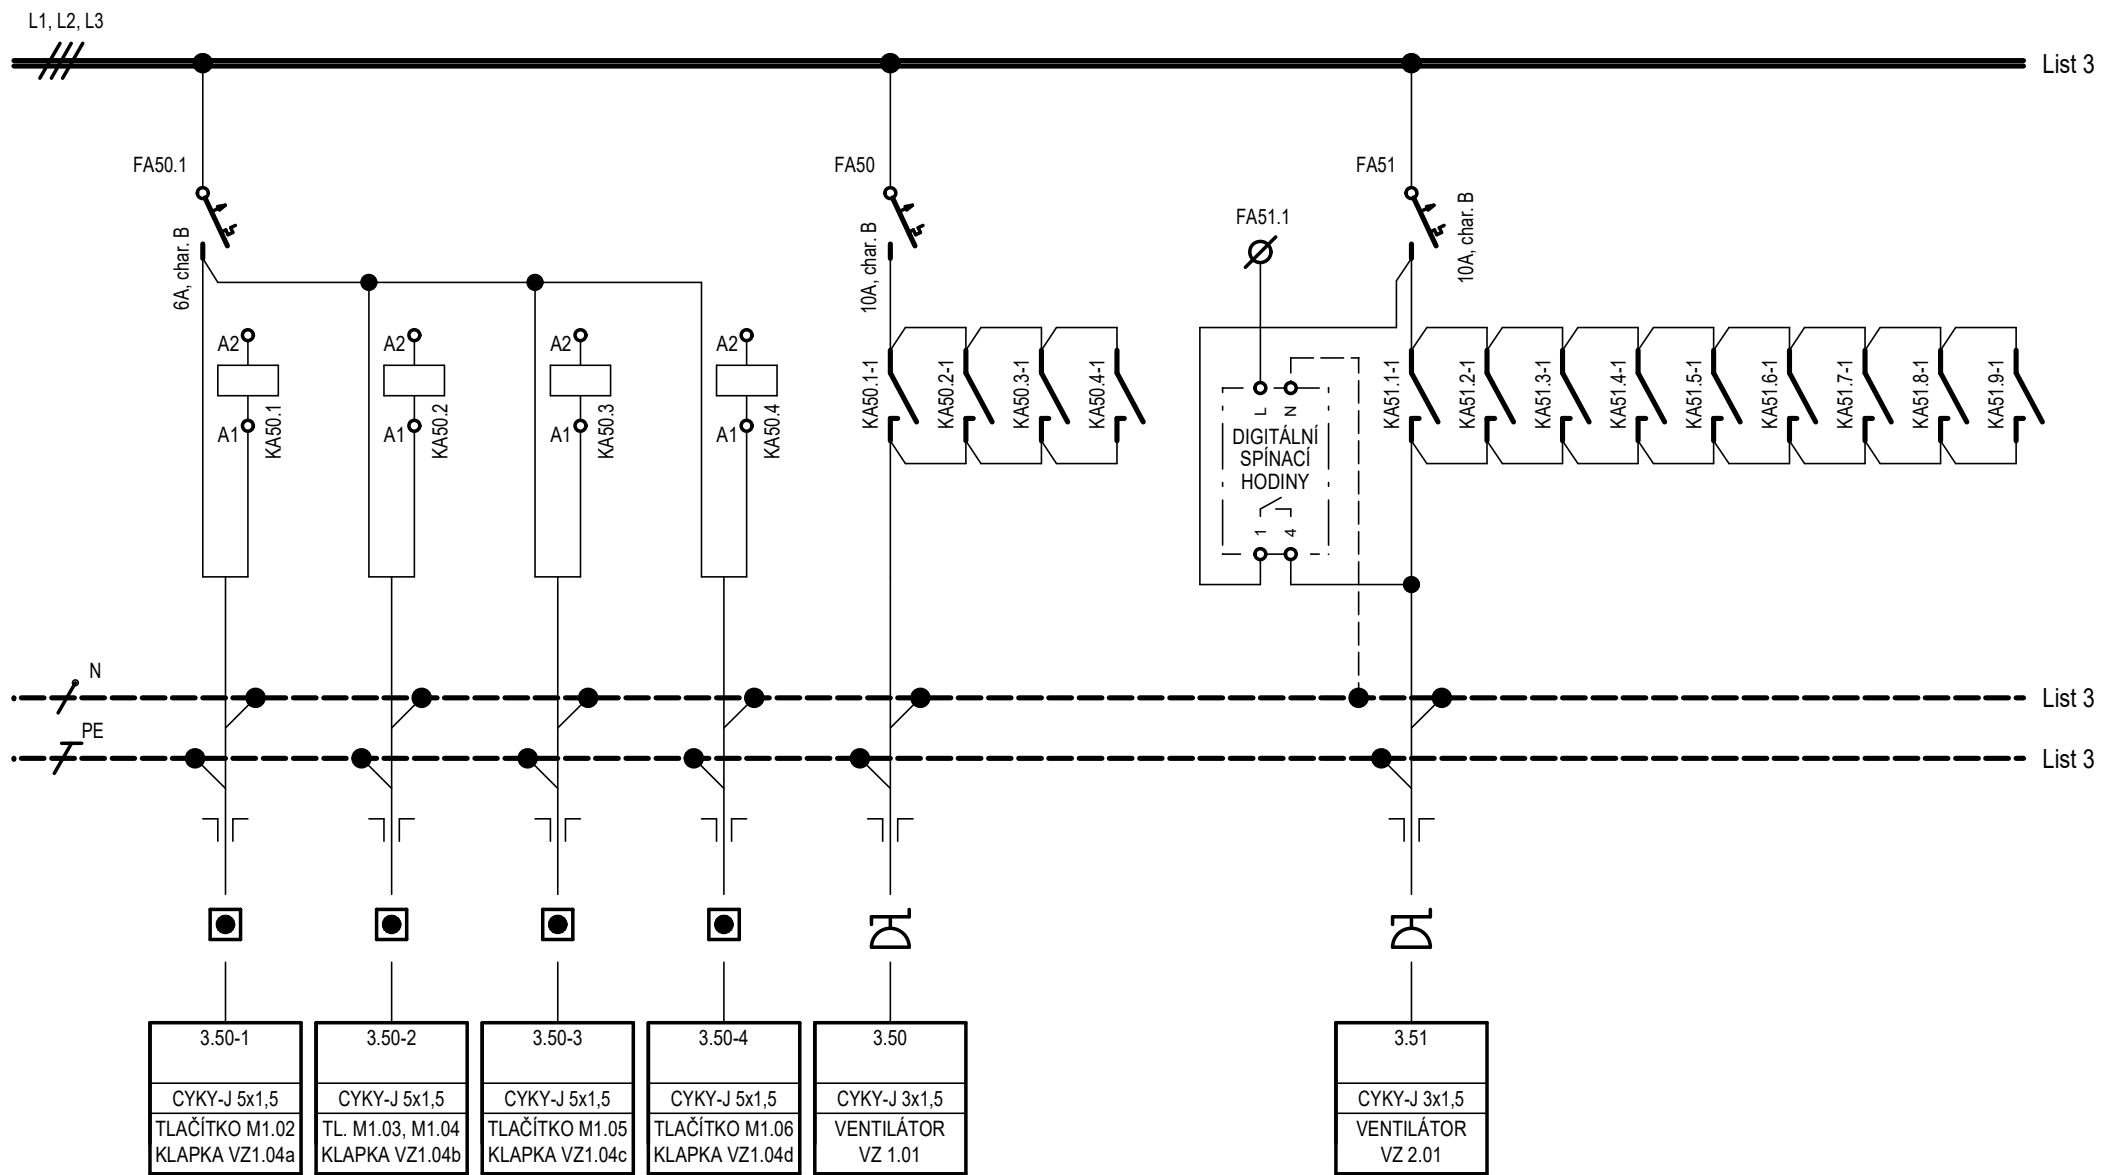 L1, L2, L3
List 3
FA50.1
FA50
FA51
FA51.1
6A, char. B
10A, char. B
10A, char. B
A2
A2
A2
A2
A1
A1
A1
A1
KA50.1
KA50.2
KA50.3
KA50.4
KA50.1-1
KA50.2-1
KA50.3-1
KA50.4-1
KA51.1-1
KA51.2-1
KA51.3-1
KA51.4-1
KA51.5-1
KA51.6-1
KA51.7-1
KA51.8-1
KA51.9-1
L
N
DIGITÁLNÍ
SPÍNACÍ
HODINY
1
4
N
List 3
PE
List 3
3.50-1
CYKY-J 5x1,5
TLAČÍTKO M1.02
KLAPKA VZ1.04a
3.50-2
CYKY-J 5x1,5
TL. M1.03, M1.04
KLAPKA VZ1.04b
3.50-3
CYKY-J 5x1,5
TLAČÍTKO M1.05
KLAPKA VZ1.04c
3.50-4
CYKY-J 5x1,5
TLAČÍTKO M1.06
KLAPKA VZ1.04d
3.50
CYKY-J 3x1,5
VENTILÁTOR
VZ 1.01
3.51
CYKY-J 3x1,5
VENTILÁTOR
VZ 2.01